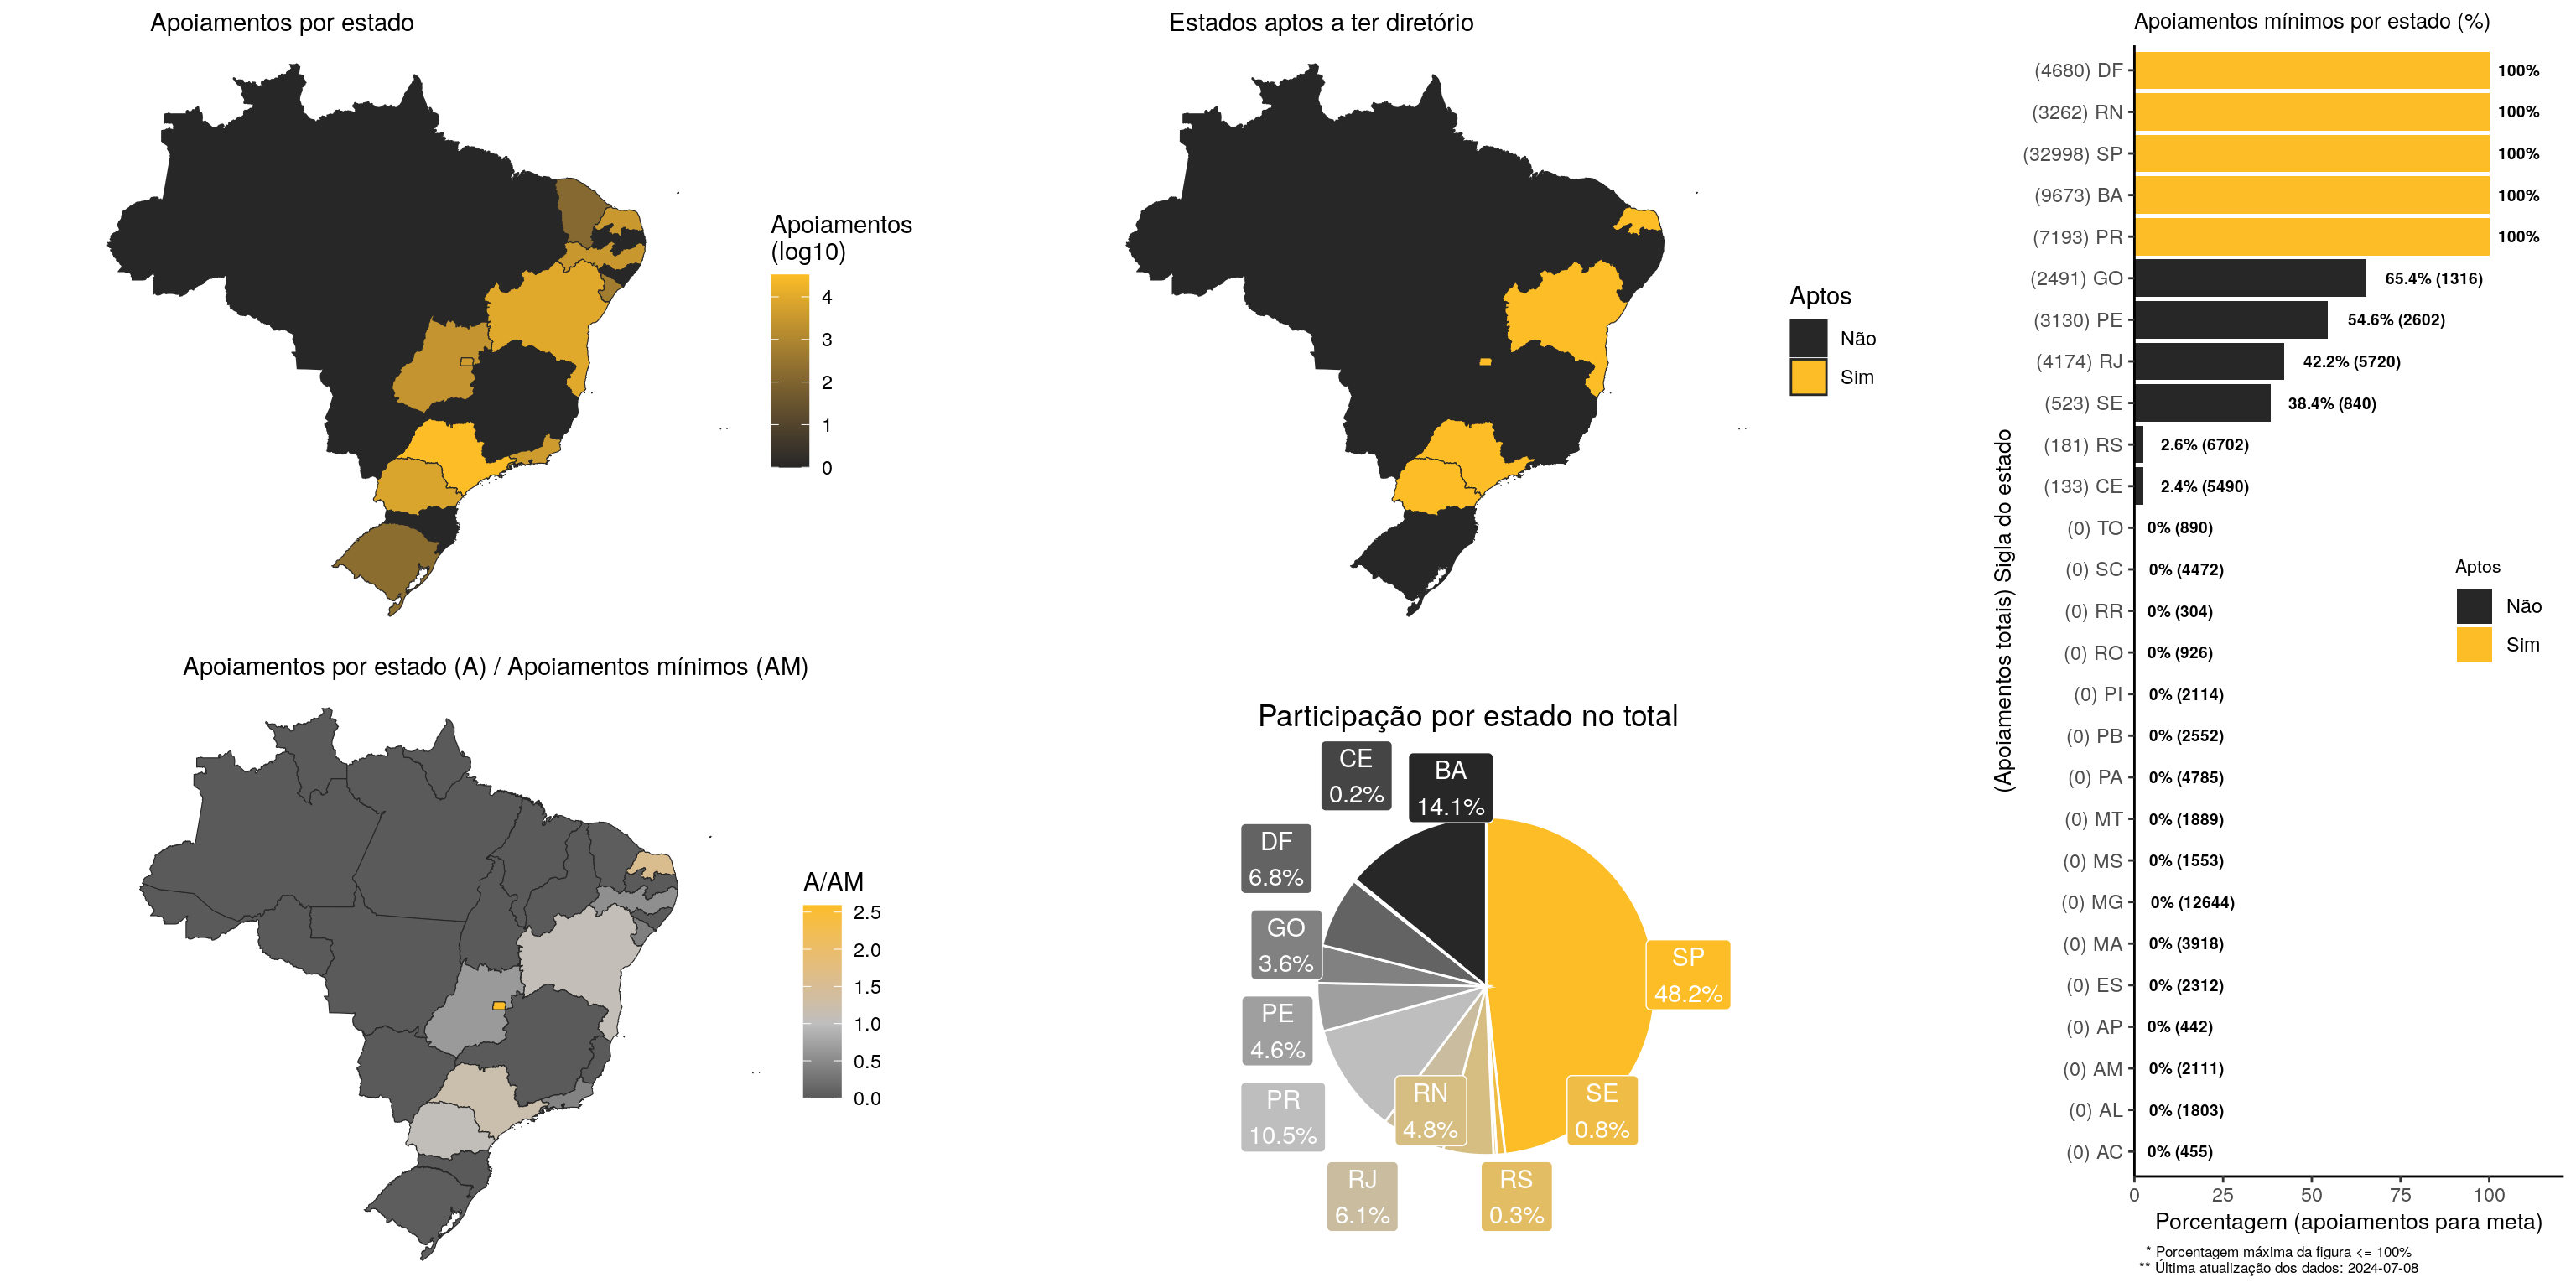 Apoiamentos por estado
Apoiamentos
(log10)
4
3
2
1
0
Estados aptos a ter diretório
Aptos
Não
Sim
Apoiamentos por estado (A) / Apoiamentos mínimos (AM)
A/AM
2.5
2.0
1.5
1.0
0.5
0.0
Participação por estado no total
CE
0.2%
BA
14.1%
DF
6.8%
GO
3.6%
SP
48.2%
PE
4.6%
PR
10.5%
RN
4.8%
SE
0.8%
RJ
6.1%
RS
0.3%
Apoiamentos mínimos por estado (%)
(Apoiamentos totais) Sigla do estado
(4680) DF 100%
(3262) RN 100%
(32998) SP 100%
(9673) BA 100%
(7193) PR 100%
(2491) GO 65.4% (1316)
(3130) PE 54.6% (2602)
(4174) RJ 42.2% (5720)
(523) SE 38.4% (840)
(181) RS 2.6% (6702)
(133) CE 2.4% (5490)
(0) TO 0% (890)
(0) SC 0% (4472)
(0) RR 0% (304)
(0) RO 0% (926)
(0) PI 0% (2114)
(0) PB 0% (2552)
(0) PA 0% (4785)
(0) MT 0% (1889)
(0) MS 0% (1553)
(0) MG 0% (12644)
(0) MA 0% (3918)
(0) ES 0% (2312)
(0) AP 0% (442)
(0) AM 0% (2111)
(0) AL 0% (1803)
(0) AC 0% (455)
Aptos
Não
Sim
0 25 50 75 100
Porcentagem (apoiamentos para meta)
* Porcentagem máxima da figura <= 100%
** Última atualização dos dados: 2024-07-08